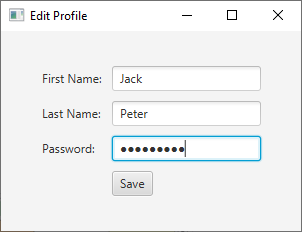 Edit Profile
First Name: Jack
Last Name: Peter
Password: ●●●●●●●●●
Save